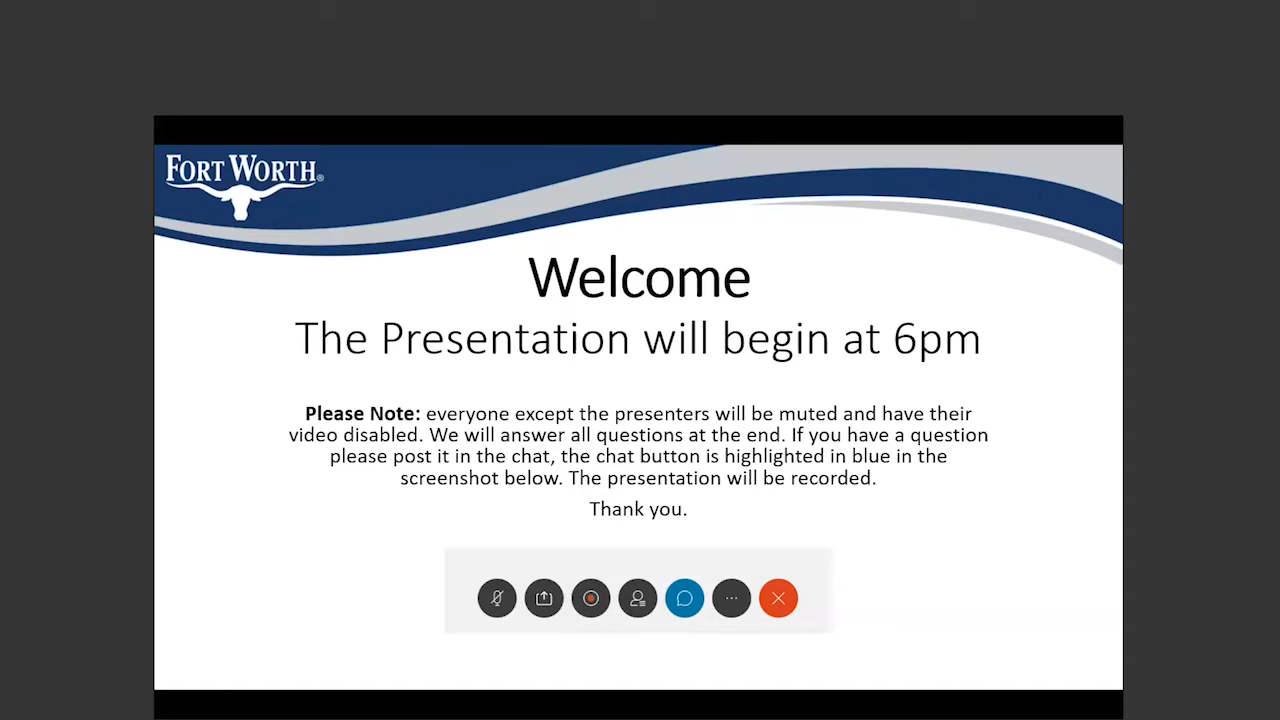 FORT WORTH®
Welcome
The Presentation will begin at 6pm
Please Note: everyone except the presenters will be muted and have their
video disabled. We will answer all questions at the end. If you have a question
please post it in the chat, the chat button is highlighted in blue in the
screenshot below. The presentation will be recorded.
Thank you.